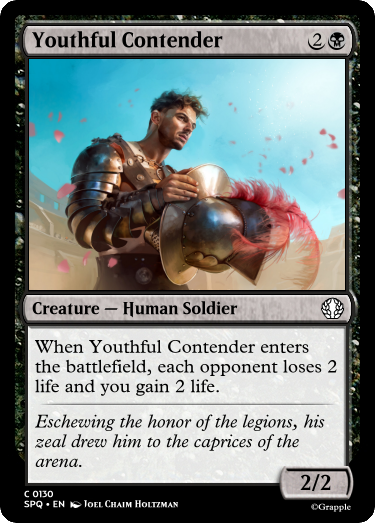 Youthful Contender 2
Creature — Human Soldier
When Youthful Contender enters
the battlefield, each opponent loses 2
life and you gain 2 life.
Eschewing the honor of the legions, his
zeal drew him to the caprices of the
arena.
2/2
C 0130
SPQ • EN Joel Chaim Holtzman
©Grapple